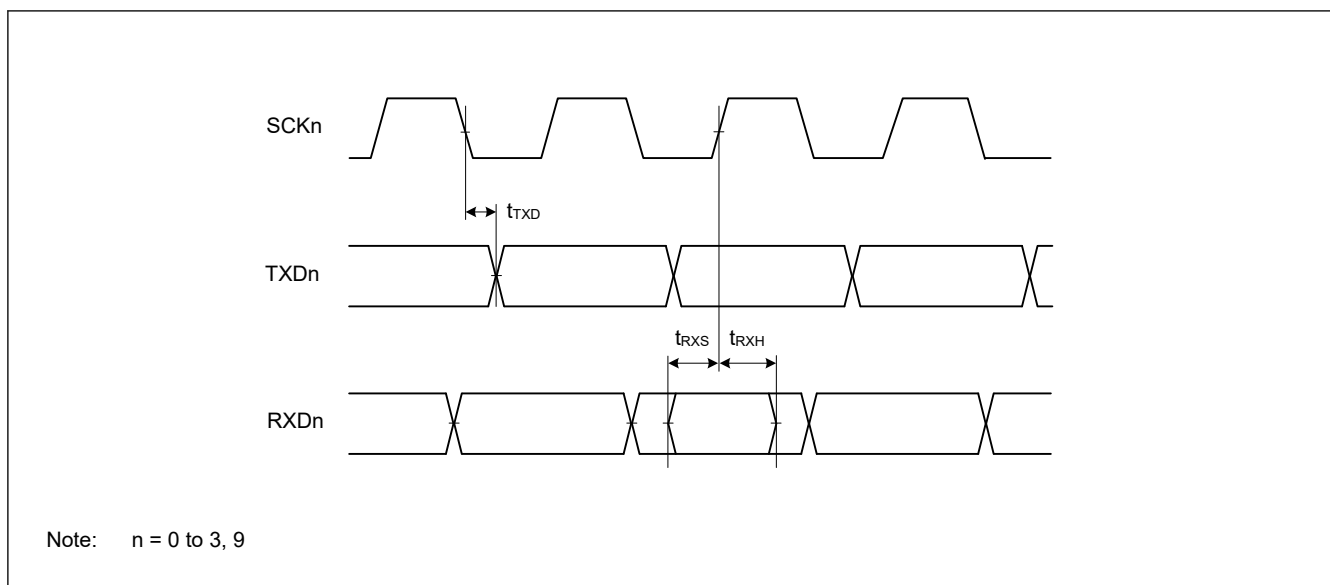 SCKn
tTXD
TXDn
tRXS tRXH
RXDn
Note: n = 0 to 3, 9